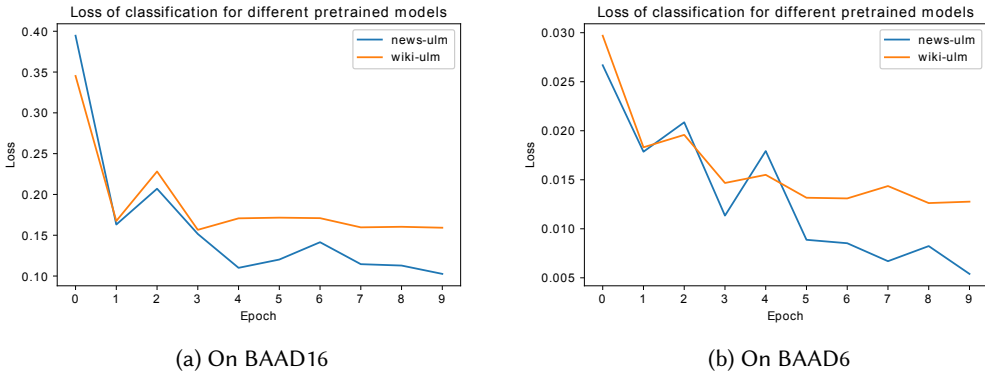 Loss of classification for different pretrained models
news-ulm
wiki-ulm
0.40
0.35
0.30
0.25
0.20
0.15
0.10
Loss
0 1 2 3 4 5 6 7 8 9
Epoch
(a) On BAAD16
Loss of classification for different pretrained models
news-ulm
wiki-ulm
0.030
0.025
0.020
0.015
0.010
0.005
Loss
0 1 2 3 4 5 6 7 8 9
Epoch
(b) On BAAD6